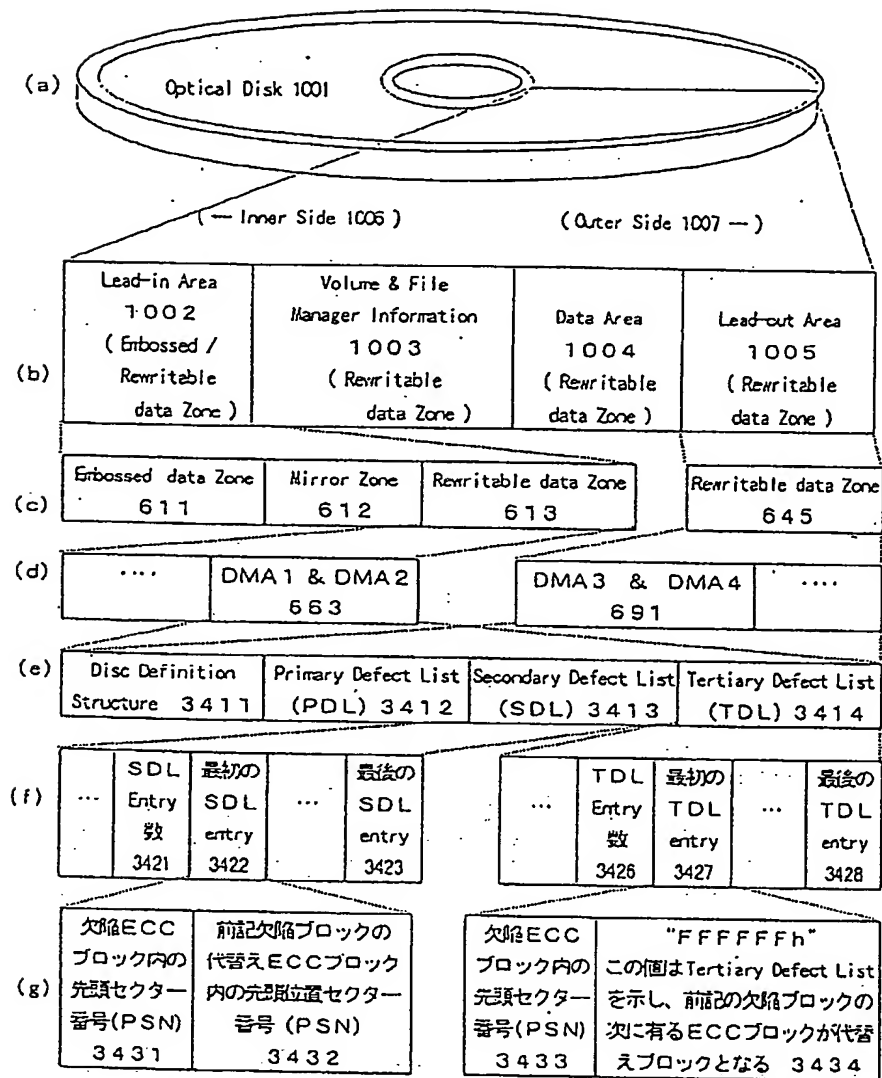 (a)
Optical Disk 1001
(← Inner Side 1006)
(Outer Side 1007 →)
(b)
Lead-in Area
1002
(Embossed /
Rewritable
data Zone)
Volume & File
Manager Information
1003
(Rewritable
data Zone)
Data Area
1004
(Rewritable
data Zone)
Lead-out Area
1005
(Rewritable
data Zone)
(c)
Embossed data Zone
611
Mirror Zone
612
Rewritable data Zone
613
Rewritable data Zone
645
(d)
····
DMA1 & DMA2
663
DMA3 & DMA4
691
····
(e)
Disc Definition
Structure 3411
Primary Defect List
(PDL) 3412
Secondary Defect List
(SDL) 3413
Tertiary Defect List
(TDL) 3414
(f)
…
SDL
Entry
数
3421
最初の
SDL
entry
3422
…
最後の
SDL
entry
3423
…
TDL
Entry
数
3426
最初の
TDL
entry
3427
…
最後の
TDL
entry
3428
(g)
欠陥ECC
ブロック内の
先頭セクター
番号(PSN)
3431
前記欠陥ブロックの
代替えECCブロック
内の先頭位置セクター
番号 (PSN)
3432
欠陥ECC
ブロック内の
先頭セクター
番号(PSN)
3433
"FFFFFFh"
この値はTertiary Defect List
を示し、前記の欠陥ブロックの
次に有るECCブロックが代替
えブロックとなる 3434